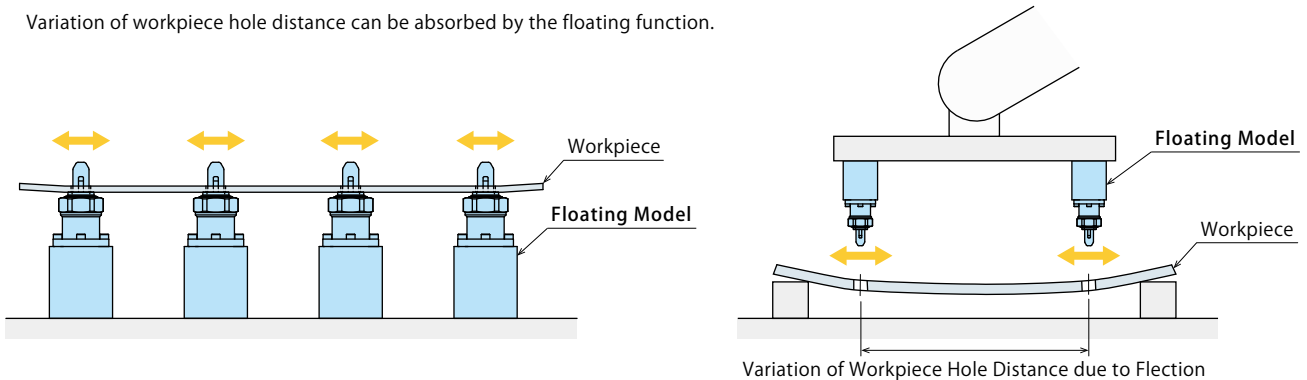 Variation of workpiece hole distance can be absorbed by the floating function.
Workpiece
Floating Model
Floating Model
Workpiece
Variation of Workpiece Hole Distance due to Flection